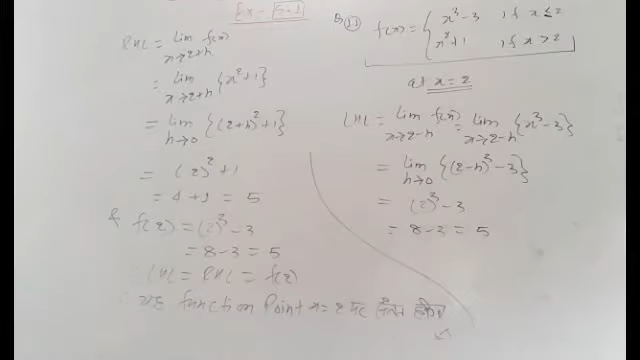 Ex - 5.1
B (11) f(x) = { x³-3 , if x ≤ 2
x²+1 , if x > 2
at x = 2
LHL = lim f(x) = lim {x³-3}
x→2-h x→2-h
= lim {(2-h)³-3}
h→0
= (2)³-3
= 8-3 = 5
RHL = lim f(x)
x→2+h
= lim {x²+1}
x→2+h
= lim {(2+h)²+1}
h→0
= (2)²+1
= 4+1 = 5
& f(2) = (2)³-3
= 8-3 = 5
LHL = RHL = f(2)
∴ यह function Point x = 2 पर